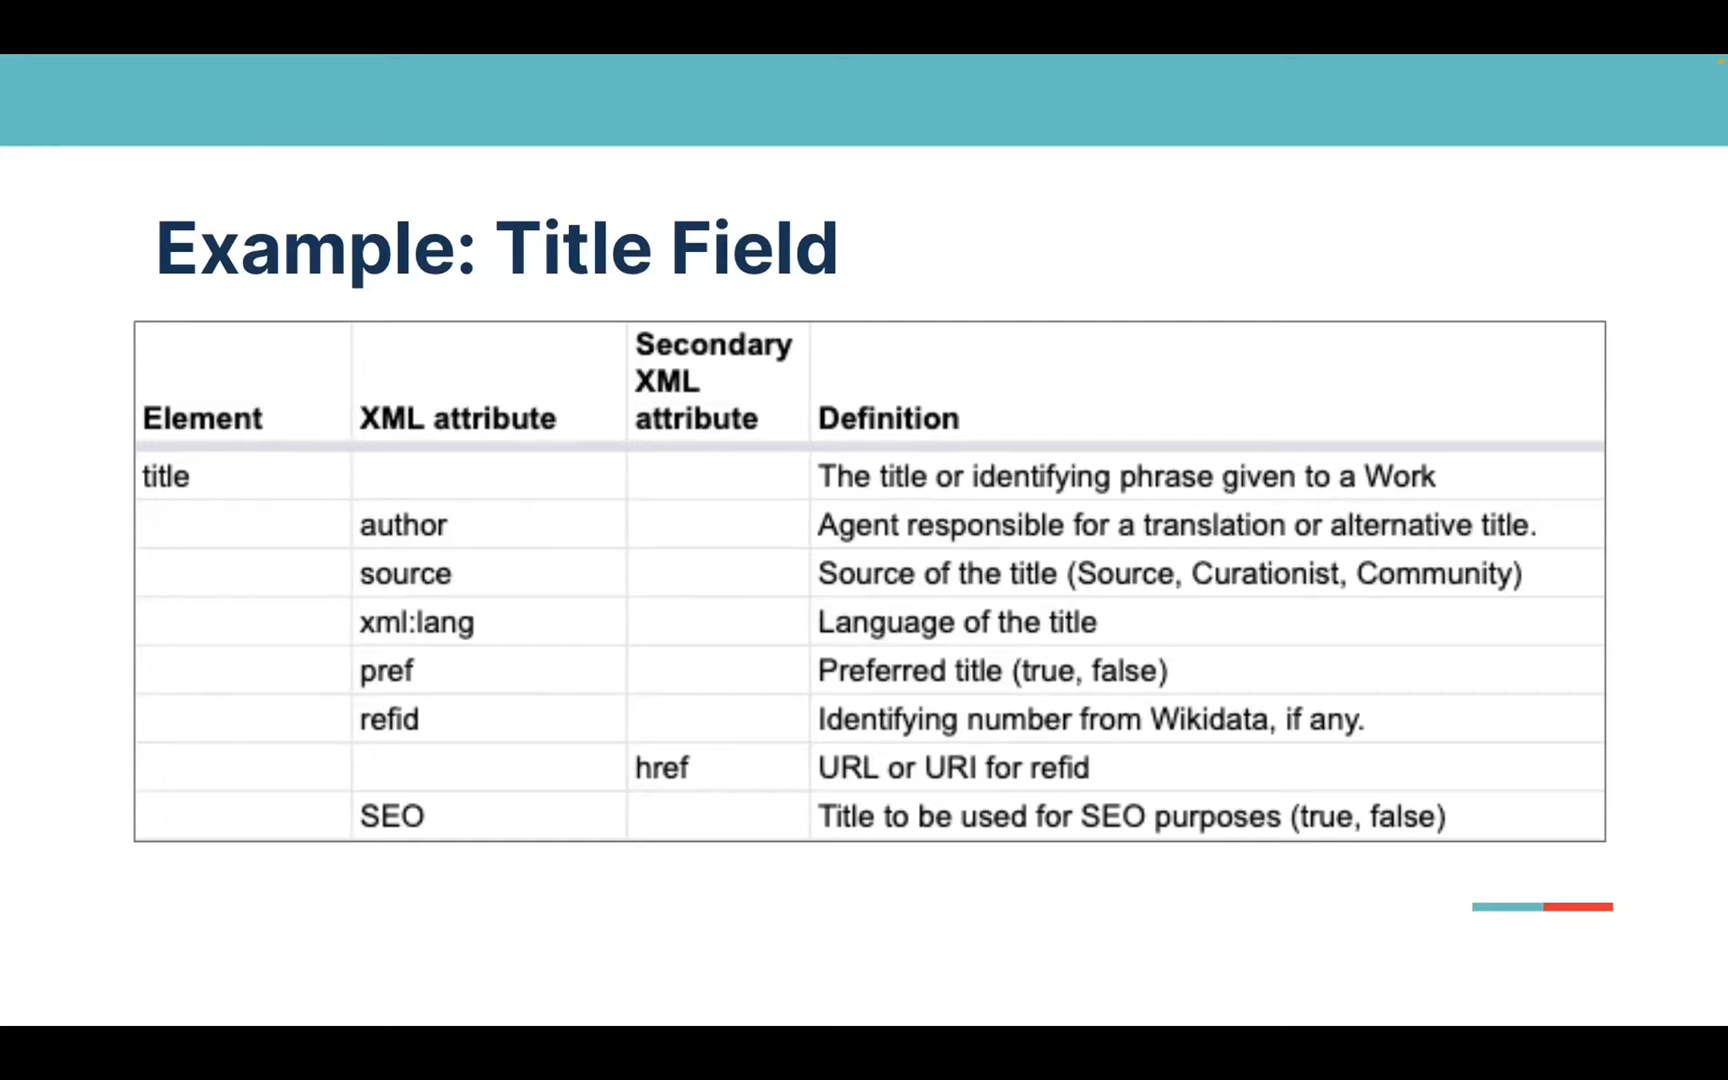 Example: Title Field
Element XML attribute Secondary XML attribute Definition
title The title or identifying phrase given to a Work
author Agent responsible for a translation or alternative title.
source Source of the title (Source, Curationist, Community)
xml:lang Language of the title
pref Preferred title (true, false)
refid Identifying number from Wikidata, if any.
href URL or URI for refid
SEO Title to be used for SEO purposes (true, false)